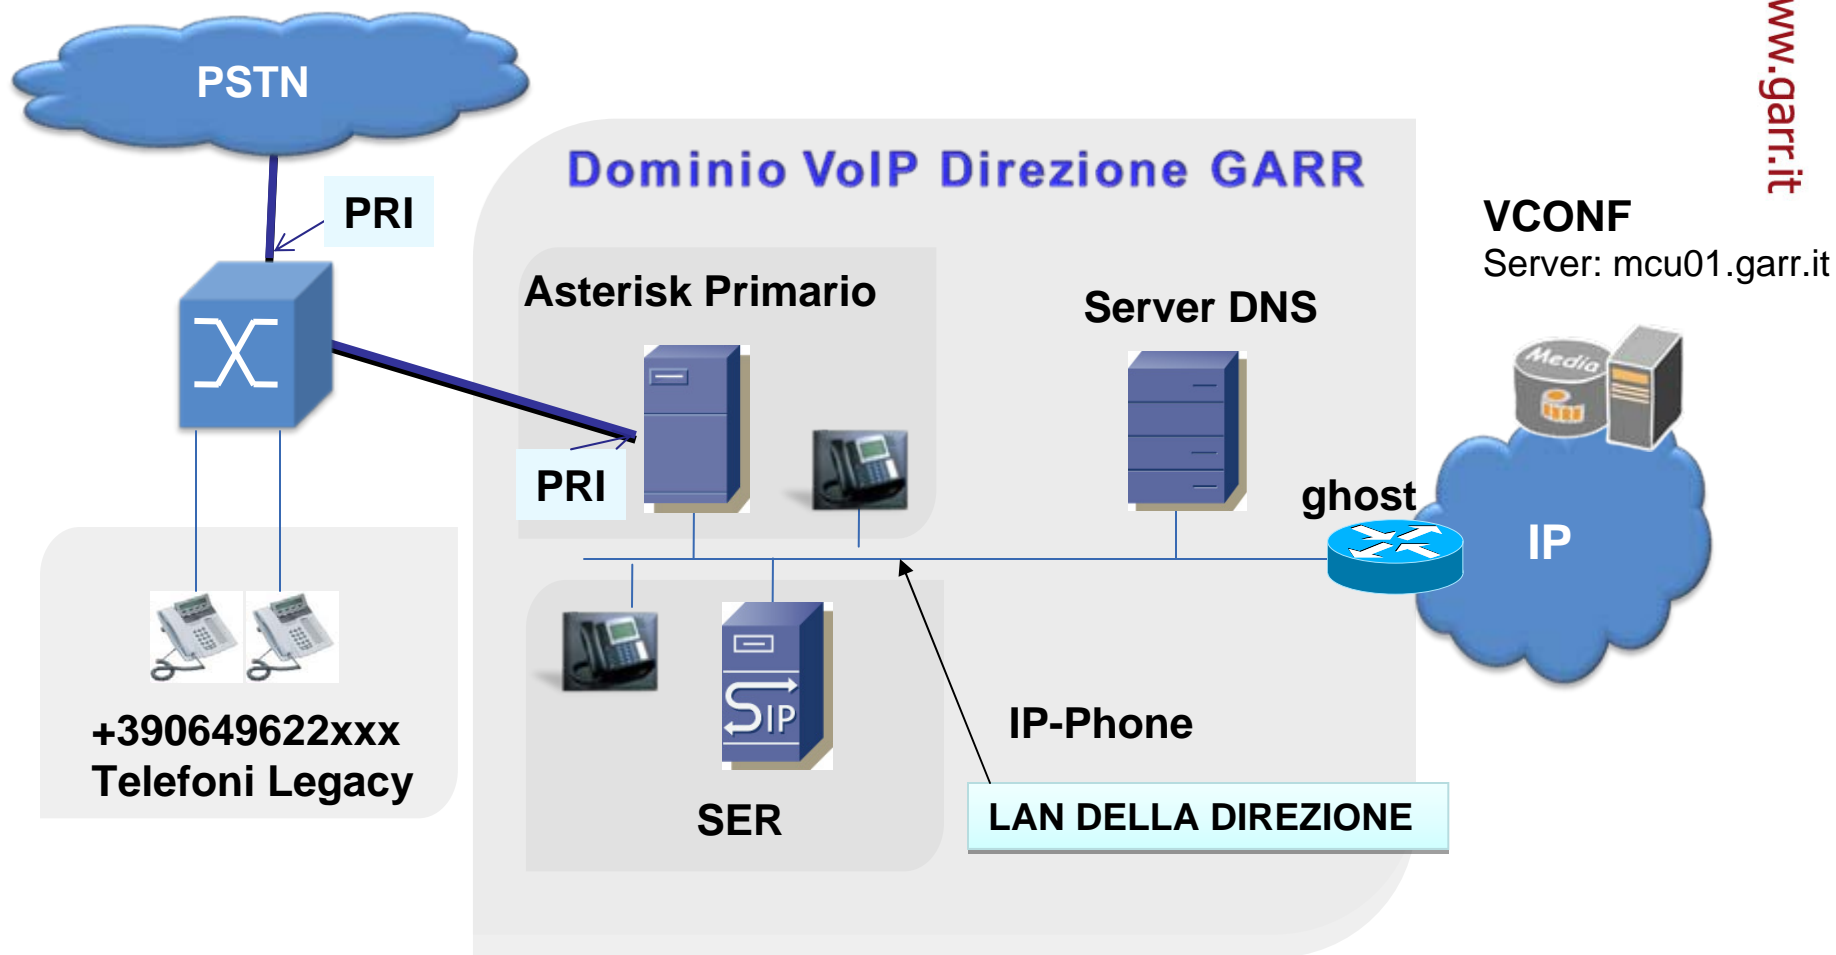 ww.garr.it
PSTN
Dominio VoIP Direzione GARR
PRI
VCONF
Server: mcu01.garr.it
Asterisk Primario
Server DNS
Media
PRI
ghost
IP
SIP
+390649622xxx
Telefoni Legacy
IP-Phone
SER
LAN DELLA DIREZIONE